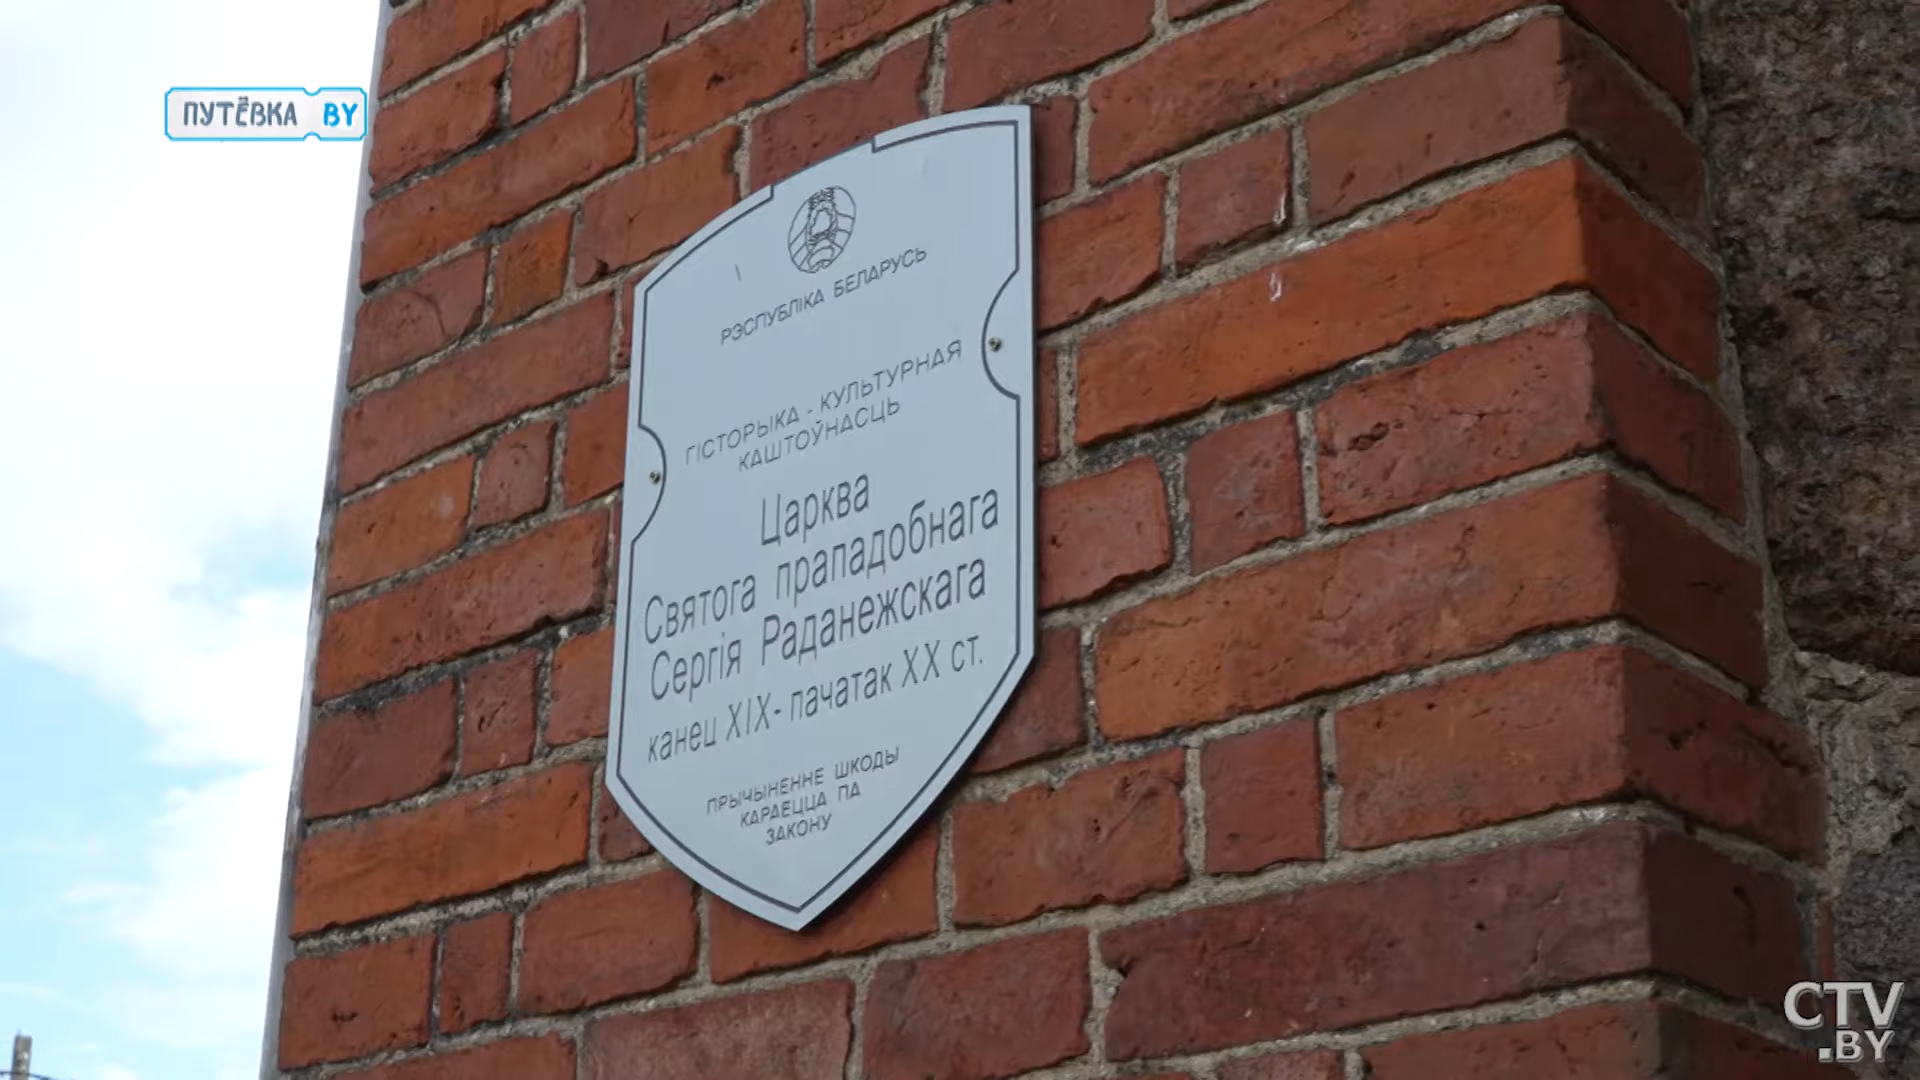 ПУТЁВКА BY
РЭСПУБЛІКА БЕЛАРУСЬ
ГІСТОРЫКА - КУЛЬТУРНАЯ
КАШТОЎНАСЦЬ
Царква
Святога прападобнага
Сергія Раданежскага
канец XIX- пачатак XX ст.
ПРЫЧЫНЕННЕ ШКОДЫ
КАРАЕЦЦА ПА
ЗАКОНУ
CTV
.BY